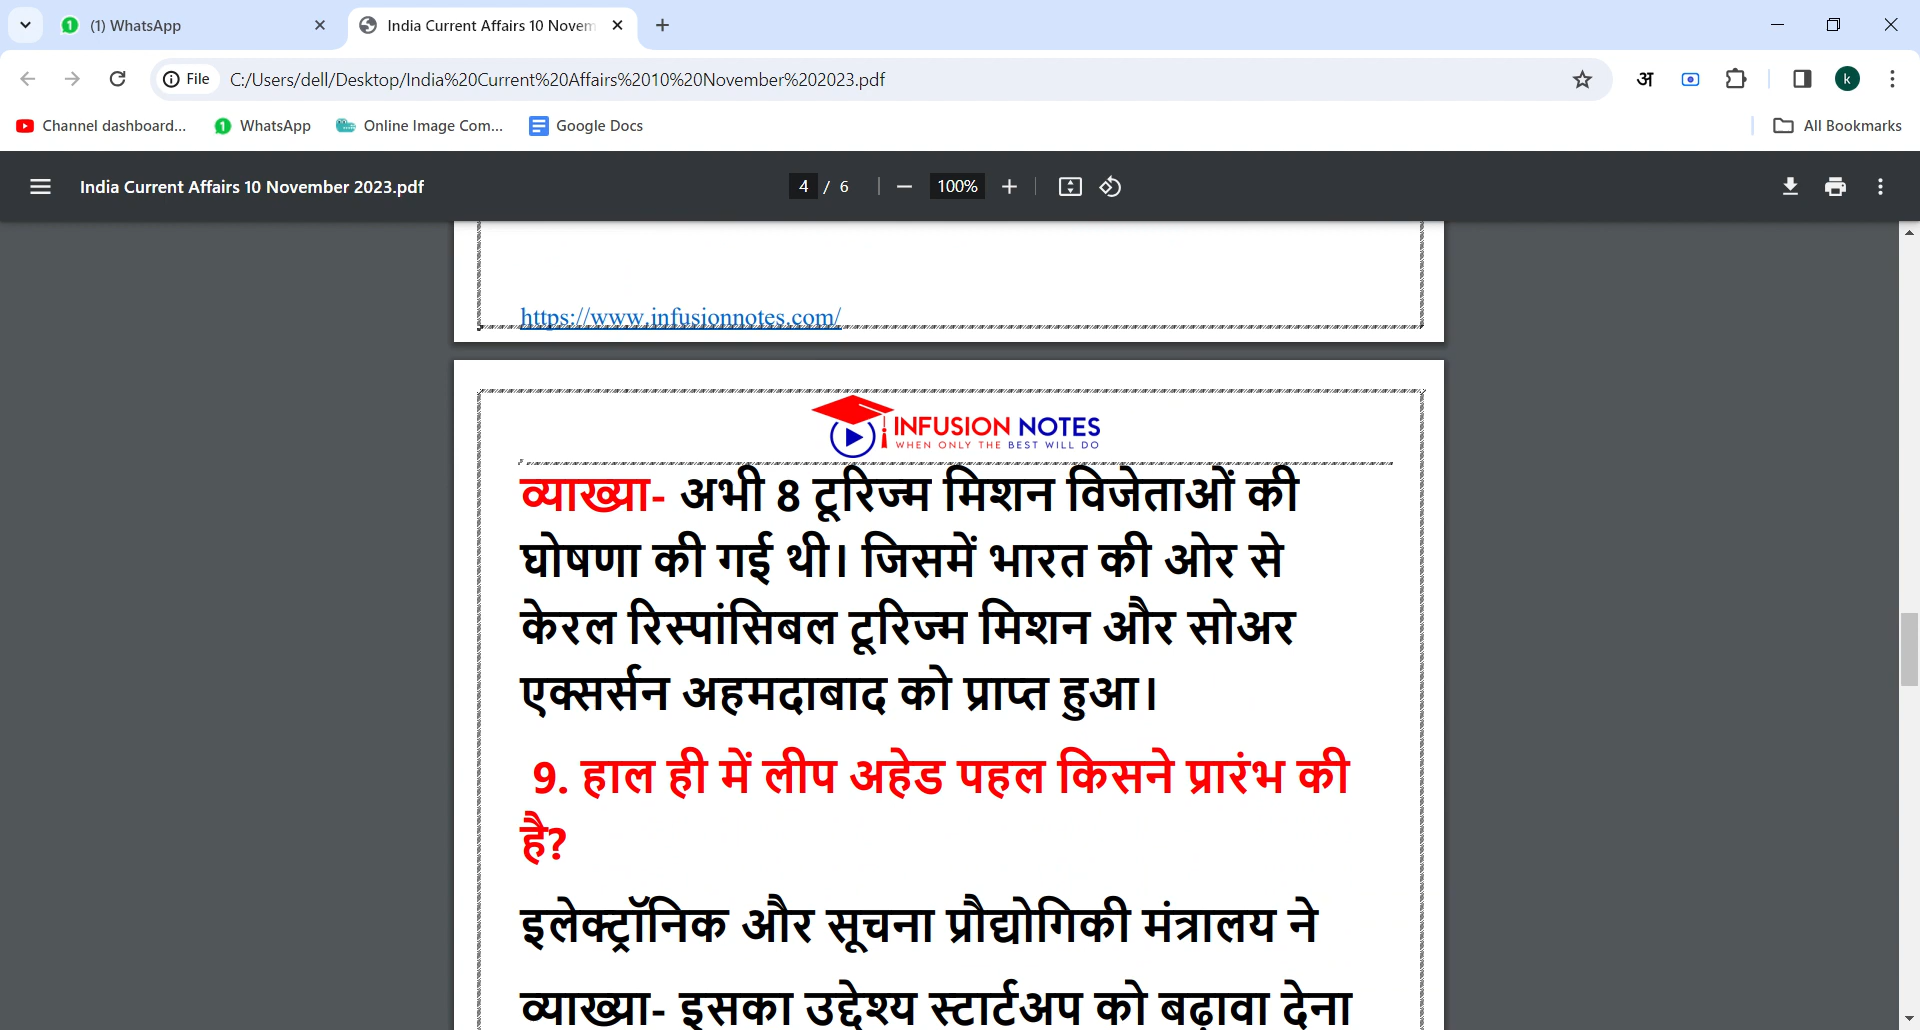 (1) WhatsApp
India Current Affairs 10 Novem
File
C:/Users/dell/Desktop/India%20Current%20Affairs%2010%20November%202023.pdf
अ
k
Channel dashboard...
WhatsApp
Online Image Com...
Google Docs
All Bookmarks
India Current Affairs 10 November 2023.pdf
4 / 6
100%
https://www.infusionnotes.com/
INFUSION NOTES
WHEN ONLY THE BEST WILL DO
व्याख्या- अभी 8 टूरिज्म मिशन विजेताओं की
घोषणा की गई थी। जिसमें भारत की ओर से
केरल रिस्पांसिबल टूरिज्म मिशन और सोअर
एक्सर्सन अहमदाबाद को प्राप्त हुआ।
9. हाल ही में लीप अहेड पहल किसने प्रारंभ की
है?
इलेक्ट्रॉनिक और सूचना प्रौद्योगिकी मंत्रालय ने
व्याख्या- इसका उद्देश्य स्टार्टअप को बढ़ावा देना